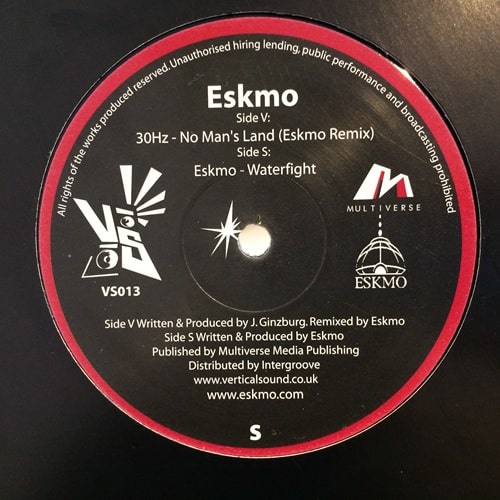 All rights of the works produced reserved. Unauthorised hiring lending, public performance and broadcasting prohibited
Eskmo
Side V:
30Hz - No Man's Land (Eskmo Remix)
Side S:
Eskmo - Waterfight
VS
VS013
MULTIVERSE
ESKMO
Side V Written & Produced by J. Ginzburg. Remixed by Eskmo
Side S Written & Produced by Eskmo
Published by Multiverse Media Publishing
Distributed by Intergroove
www.verticalsound.co.uk
www.eskmo.com
S